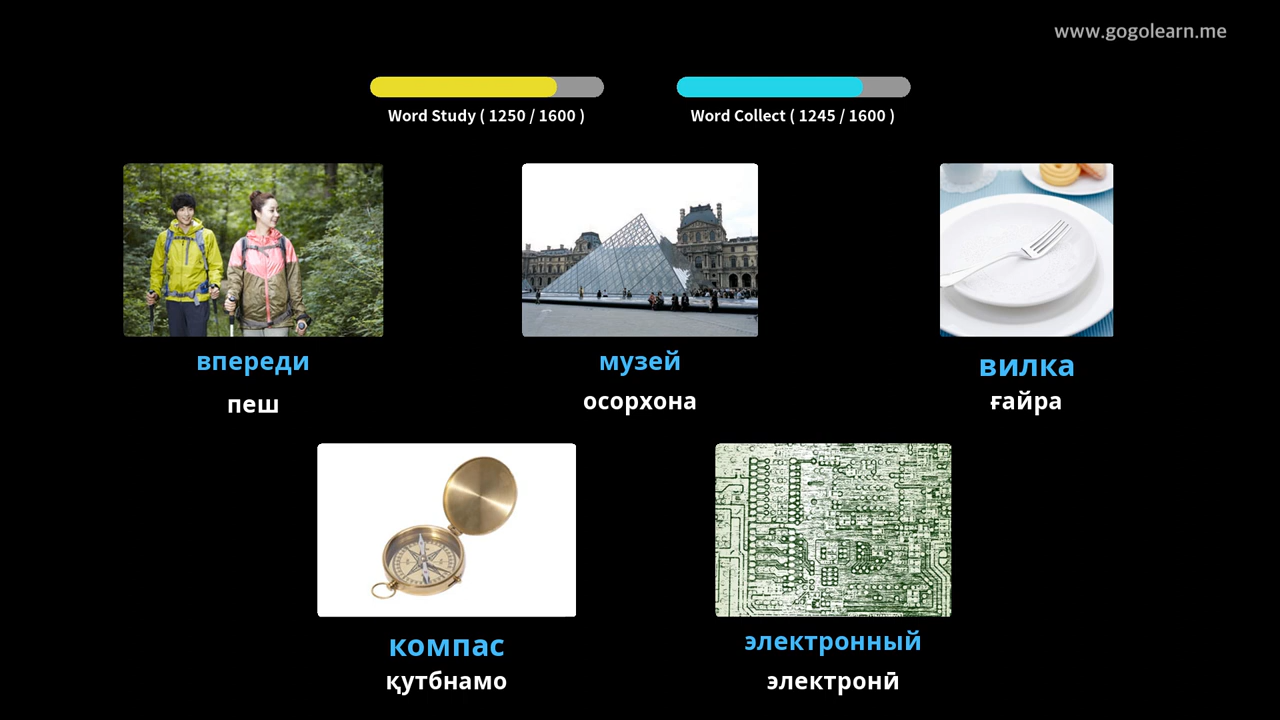 www.gogolearn.me
Word Study ( 1250 / 1600 )
Word Collect ( 1245 / 1600 )
впереди
пеш
музей
осорхона
вилка
ғайра
компас
қутбнамо
электронный
электронӣ